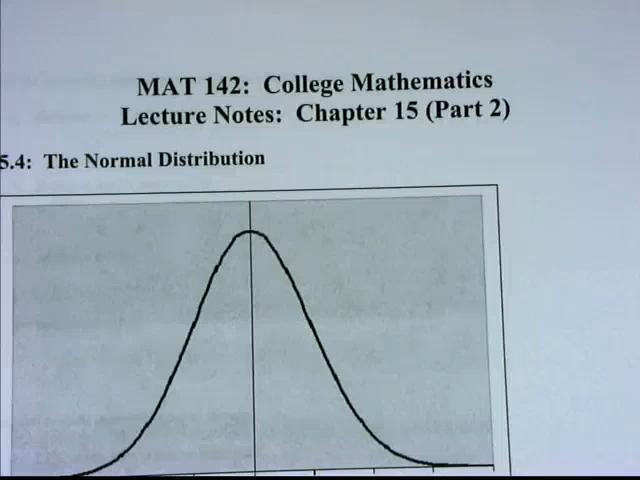 MAT 142: College Mathematics
Lecture Notes: Chapter 15 (Part 2)
5.4: The Normal Distribution